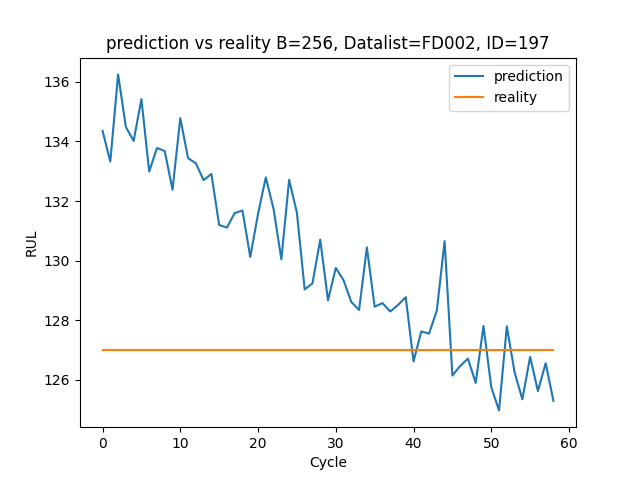 prediction vs reality B=256, Datalist=FD002, ID=197
prediction
reality
136
134
132
130
128
126
RUL
0 10 20 30 40 50 60
Cycle